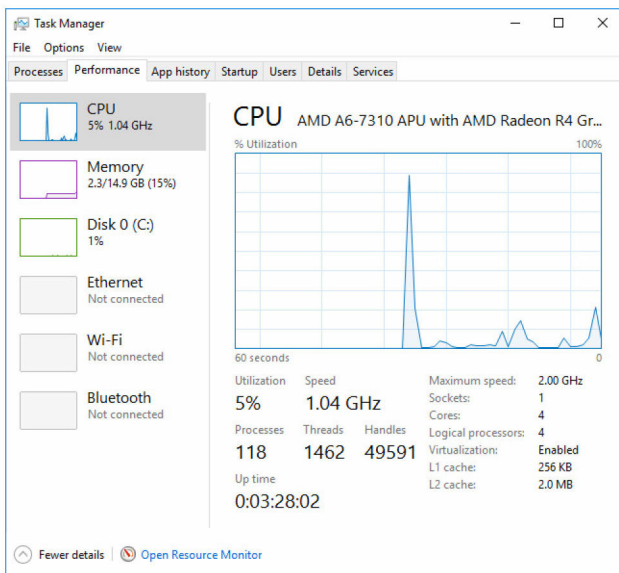 Task Manager
File Options View
Processes Performance App history Startup Users Details Services
CPU
5% 1.04 GHz
Memory
2.3/14.9 GB (15%)
Disk 0 (C:)
1%
Ethernet
Not connected
Wi-Fi
Not connected
Bluetooth
Not connected
CPU AMD A6-7310 APU with AMD Radeon R4 Gr...
% Utilization 100%
60 seconds 0
Utilization Speed
5% 1.04 GHz
Processes Threads Handles
118 1462 49591
Up time
0:03:28:02
Maximum speed: 2.00 GHz
Sockets: 1
Cores: 4
Logical processors: 4
Virtualization: Enabled
L1 cache: 256 KB
L2 cache: 2.0 MB
Fewer details Open Resource Monitor